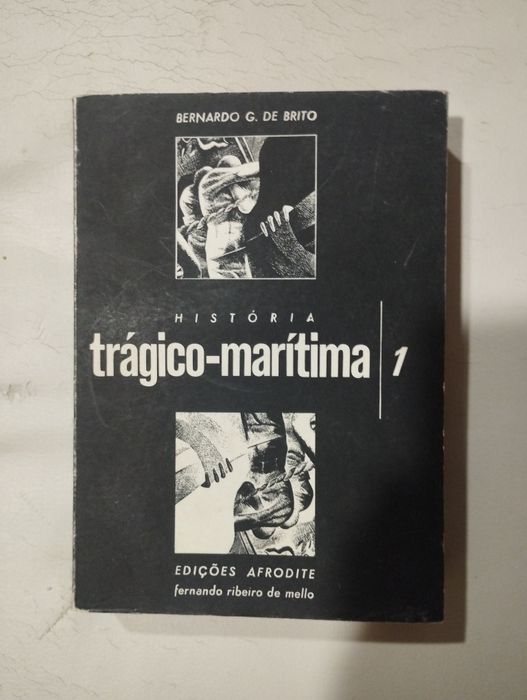 BERNARDO G. DE BRITO
HISTÓRIA
trágico-marítima 1
EDIÇÕES AFRODITE
fernando ribeiro de mello